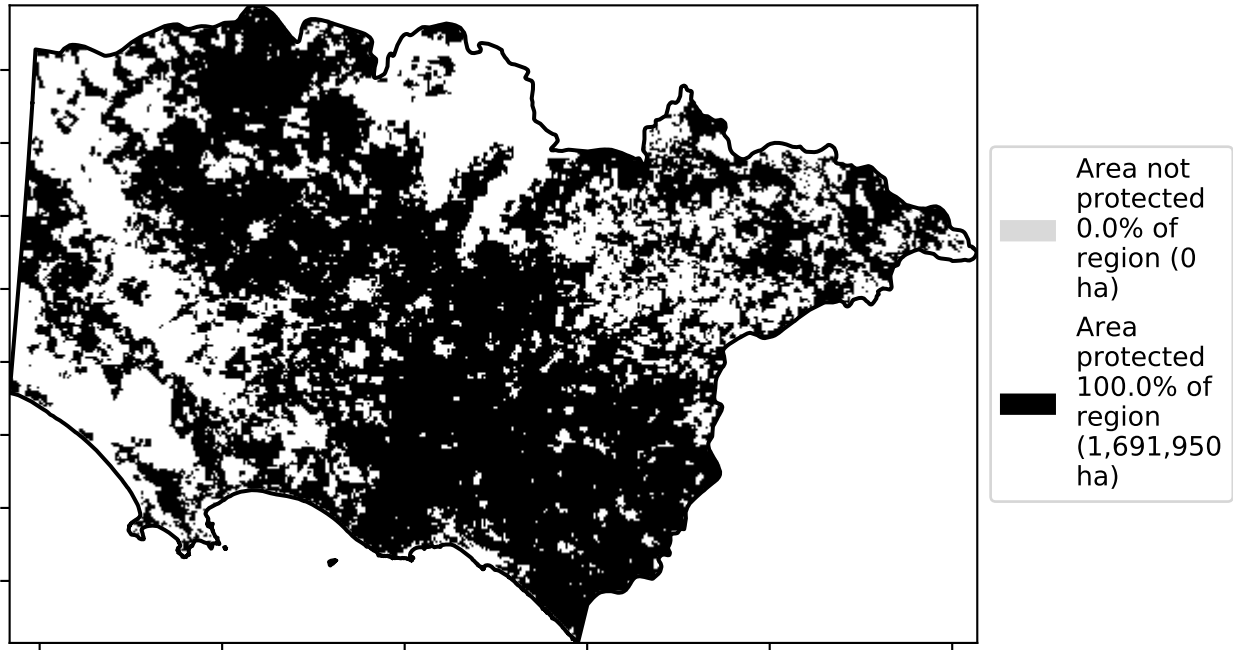 Area not
protected
0.0% of
region (0
ha)
Area
protected
100.0% of
region
(1,691,950
ha)